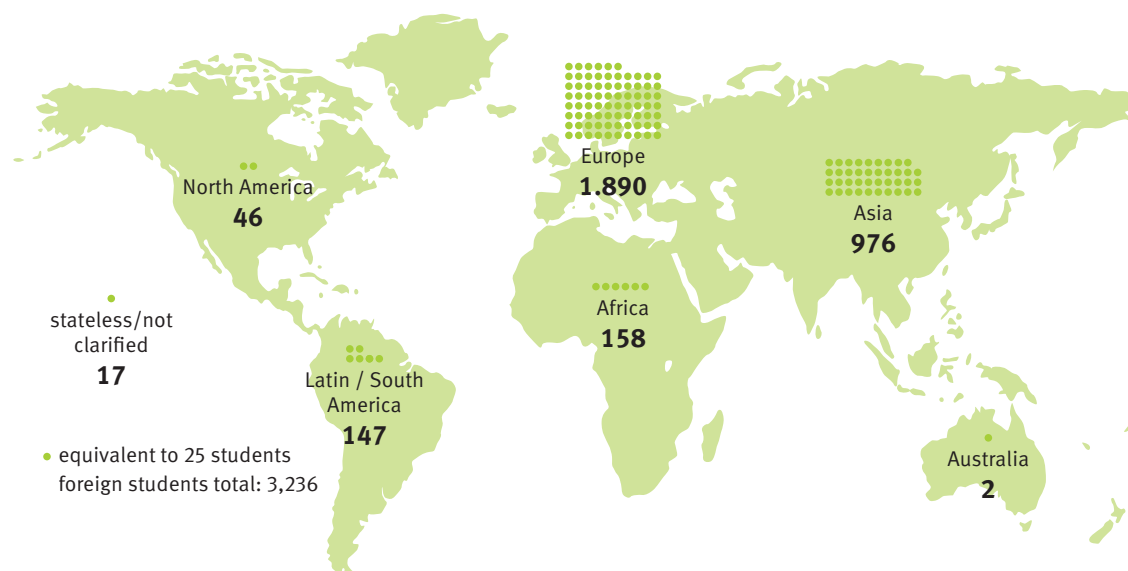 North America
46
Europe
1.890
Asia
976
Africa
158
stateless/not
clarified
17
Latin / South
America
147
Australia
2
equivalent to 25 students
foreign students total: 3,236